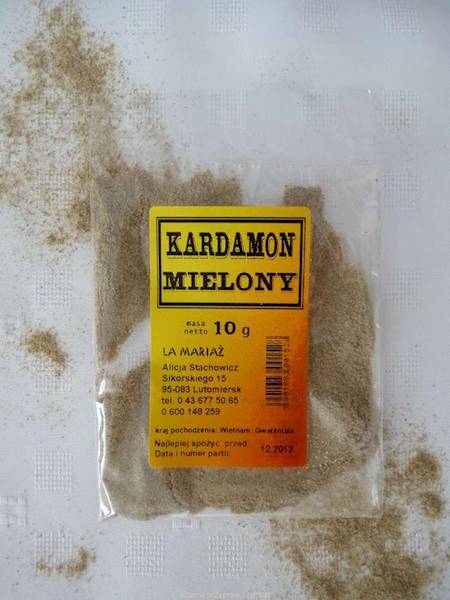 KARDAMON
MIELONY
masa
netto 10 g
LA MARIAŻ
Alicja Stachowicz
Sikorskiego 15
95-083 Lutomiersk
tel. 0 43 677 50 65
0 600 148 259
kraj pochodzenia: Wietnam, Gwatemala
Najlepiej spożyć przed: 12.2012
Data i numer partii: